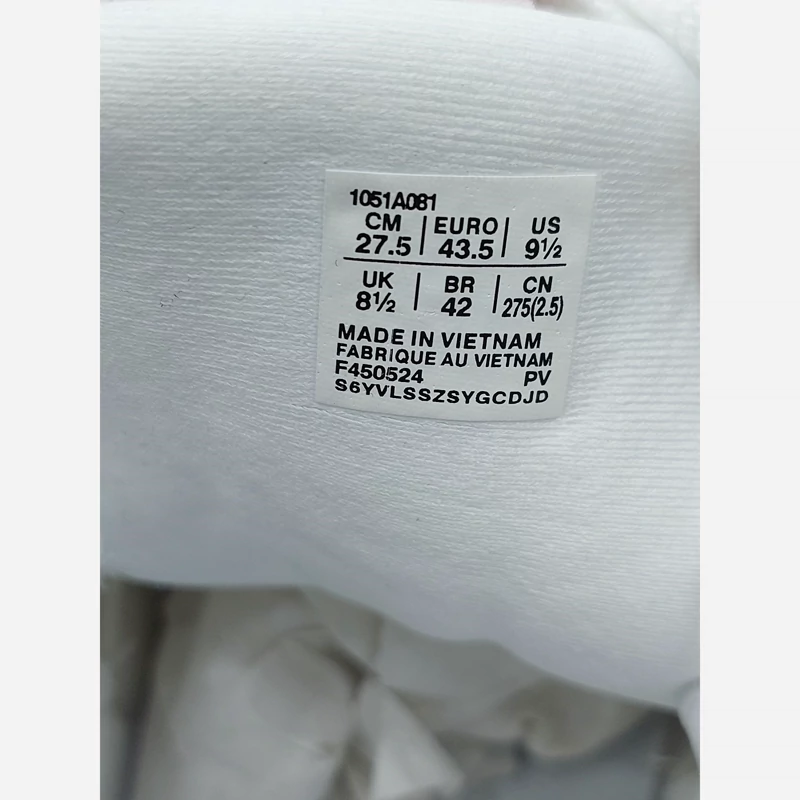 1051A081
CM | EURO | US
27.5 | 43.5 | 9½
UK | BR | CN
8½ | 42 | 275(2.5)
MADE IN VIETNAM
FABRIQUE AU VIETNAM
F450524 PV
S6YVLSSZSYGCDJD